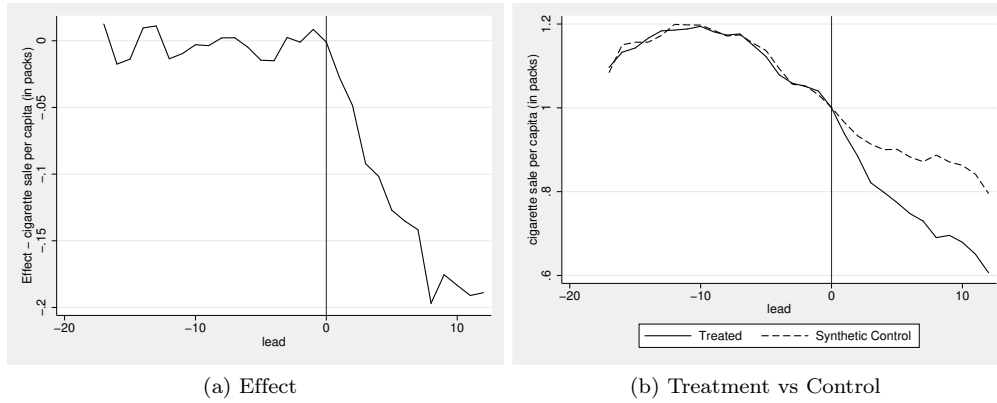 Effect – cigarette sale per capita (in packs)
0
-.05
-.1
-.15
-.2
-20
-10
0
10
lead
(a) Effect
cigarette sale per capita (in packs)
1.2
1
.8
.6
-20
-10
0
10
lead
Treated
Synthetic Control
(b) Treatment vs Control